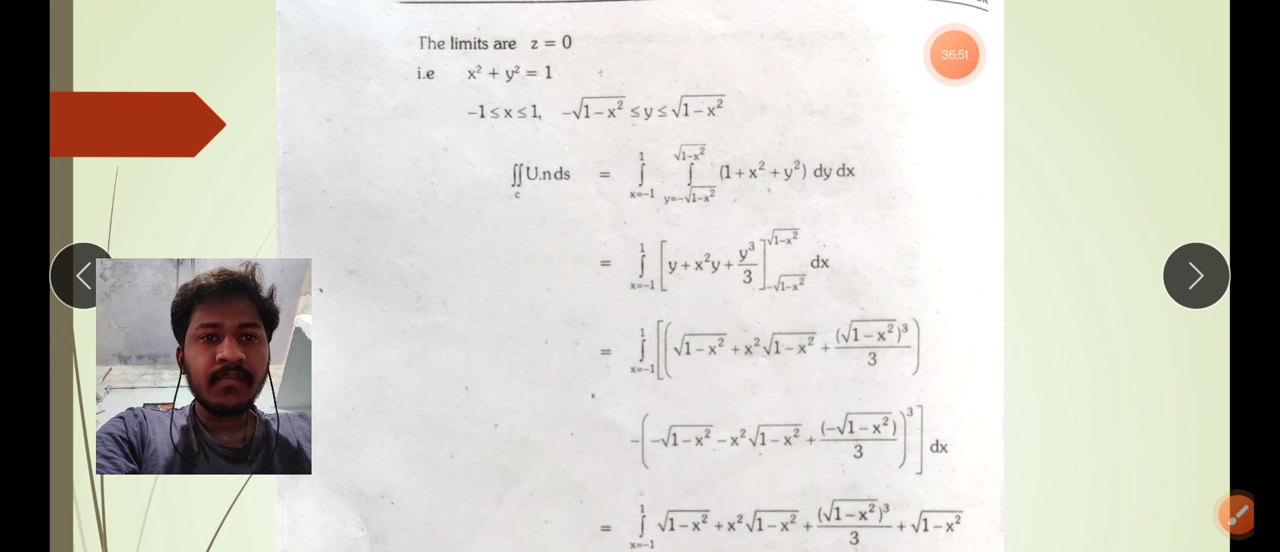 The limits are z = 0
36:51
i.e x² + y² = 1
-1 ≤ x ≤ 1, -√1-x² ≤ y ≤ √1-x²
∬c U.n ds = ∫x=-1^1 ∫y=-√1-x²^√1-x² (1 + x² + y²) dy dx
= ∫x=-1^1 [y + x²y + y³/3]-√1-x²^√1-x² dx
= ∫x=-1^1 [(√1-x² + x²√1-x² + (√1-x²)³/3)
-(-√1-x² - x²√1-x² + (-√1-x²)/3)³] dx
= ∫x=-1^1 √1-x² + x²√1-x² + (√1-x²)³/3 + √1-x²